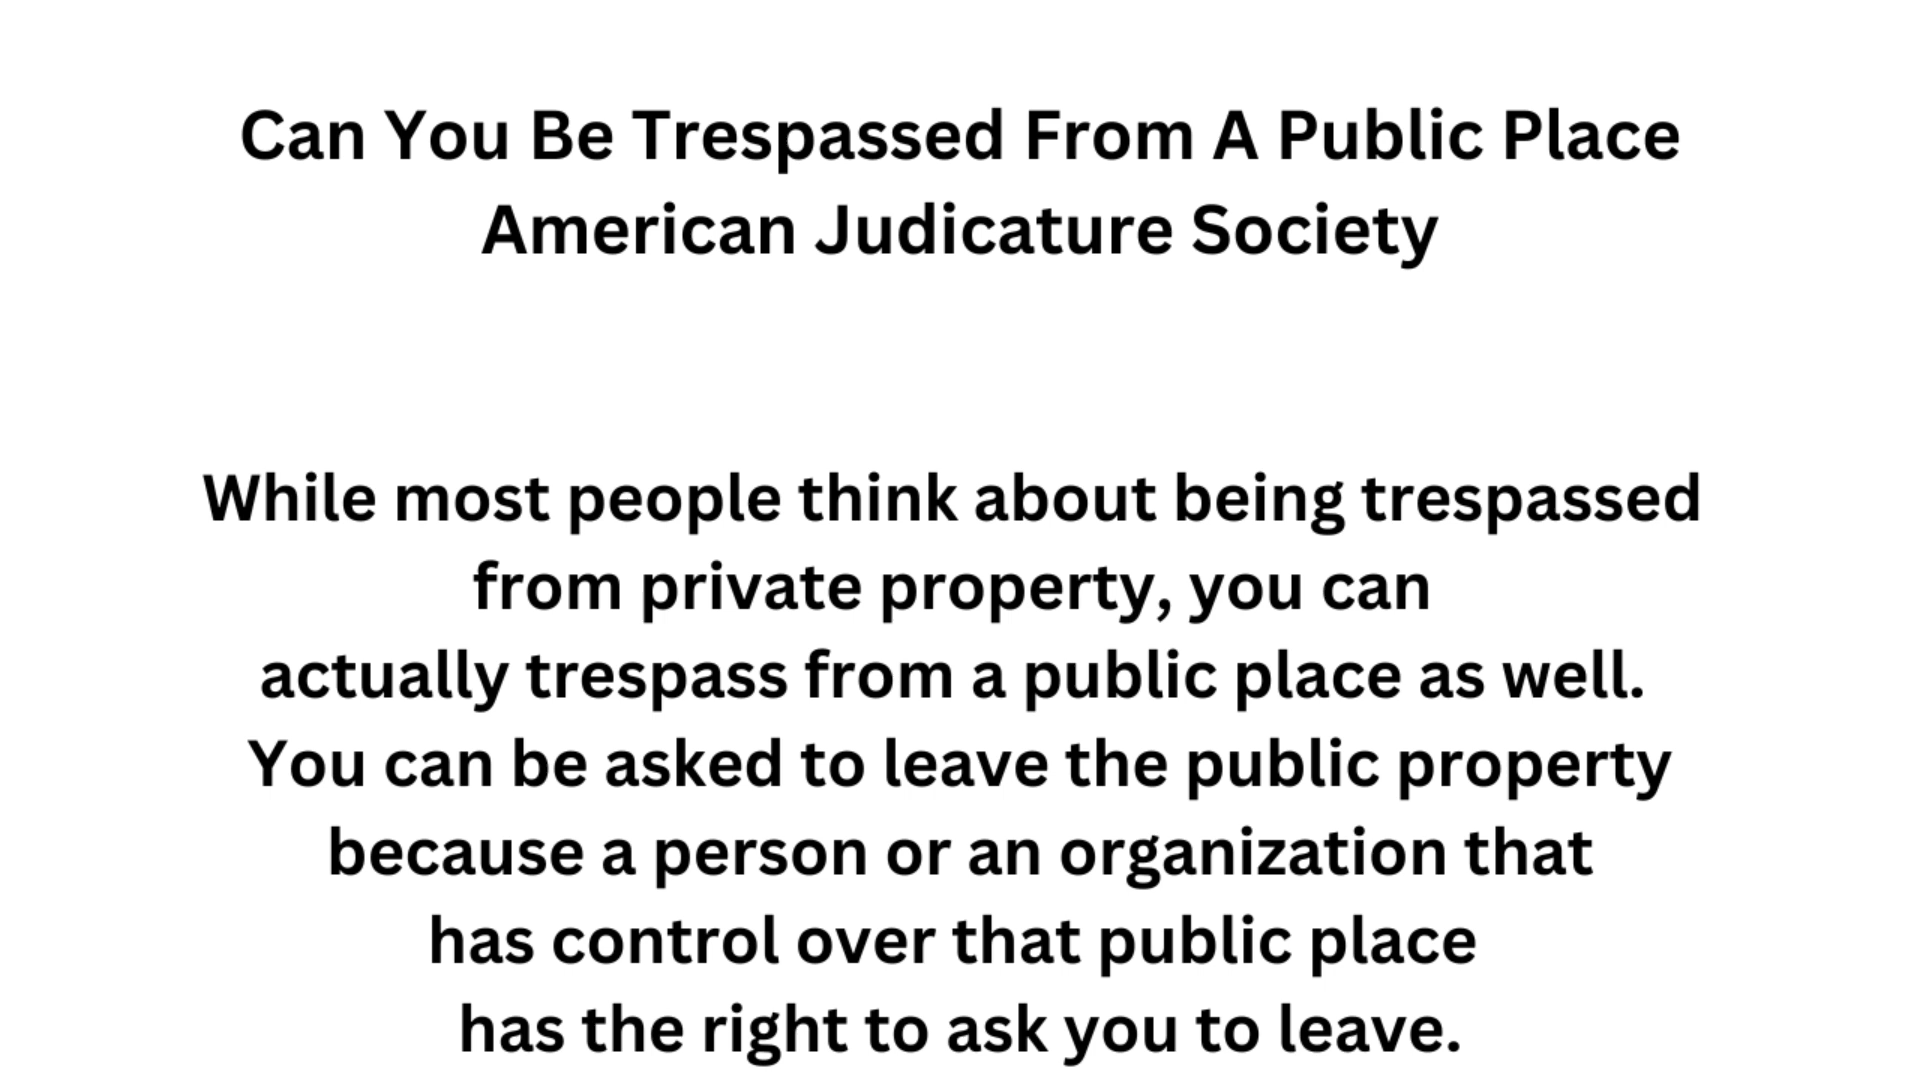 Can You Be Trespassed From A Public Place
American Judicature Society
While most people think about being trespassed
from private property, you can
actually trespass from a public place as well.
You can be asked to leave the public property
because a person or an organization that
has control over that public place
has the right to ask you to leave.